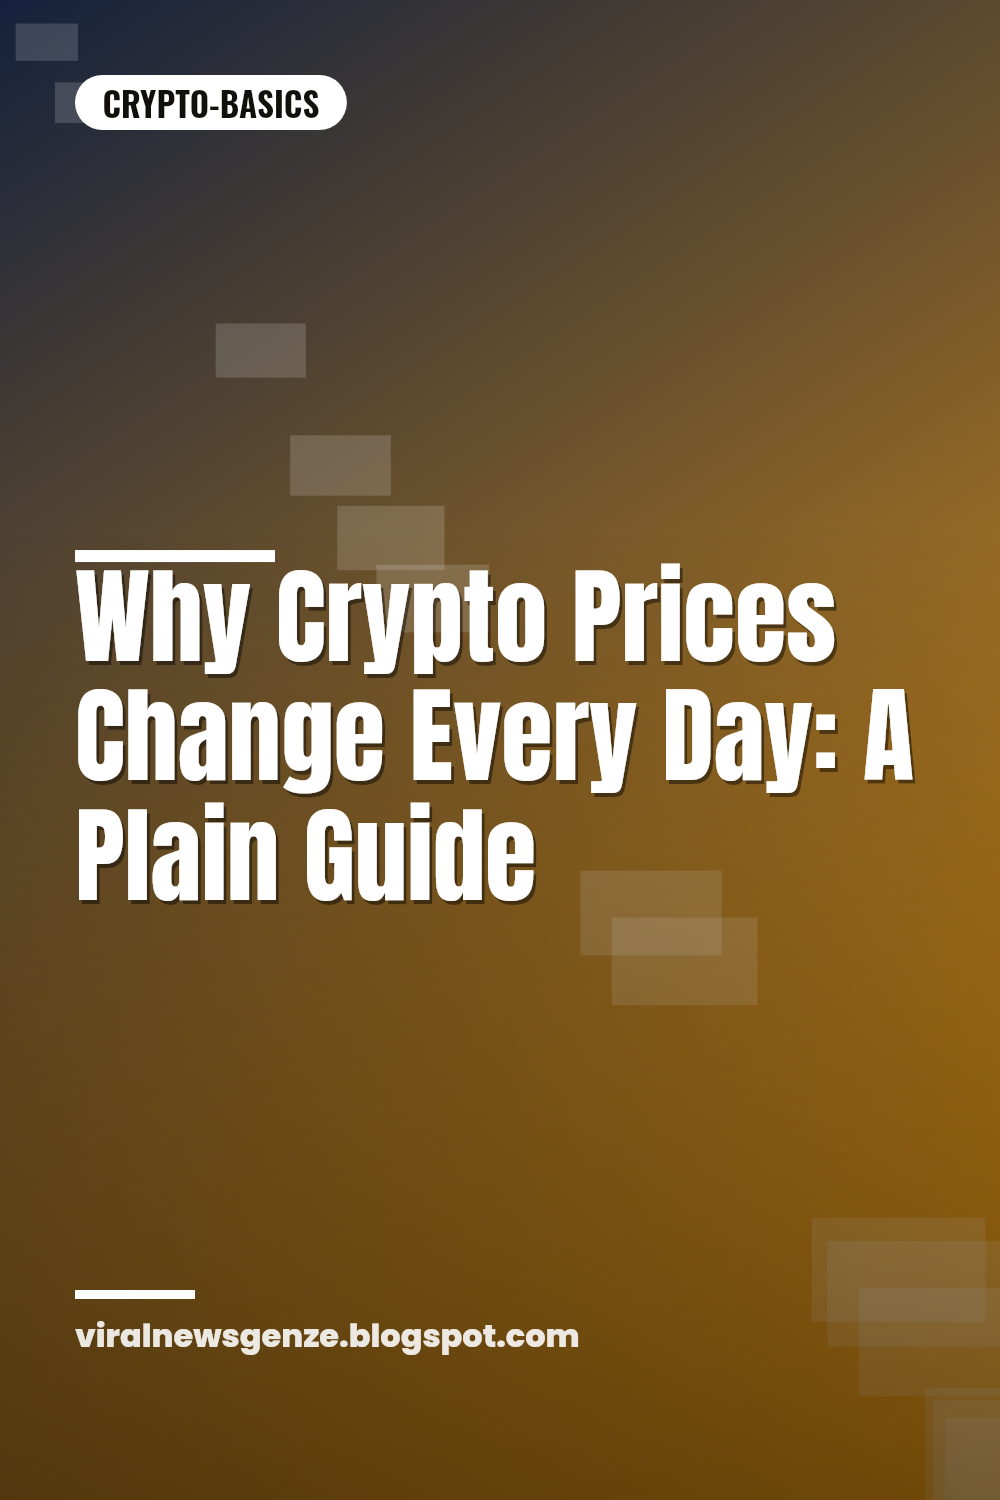 CRYPTO-BASICS
Why Crypto Prices
Change Every Day: A
Plain Guide
viralnewsgenze.blogspot.com